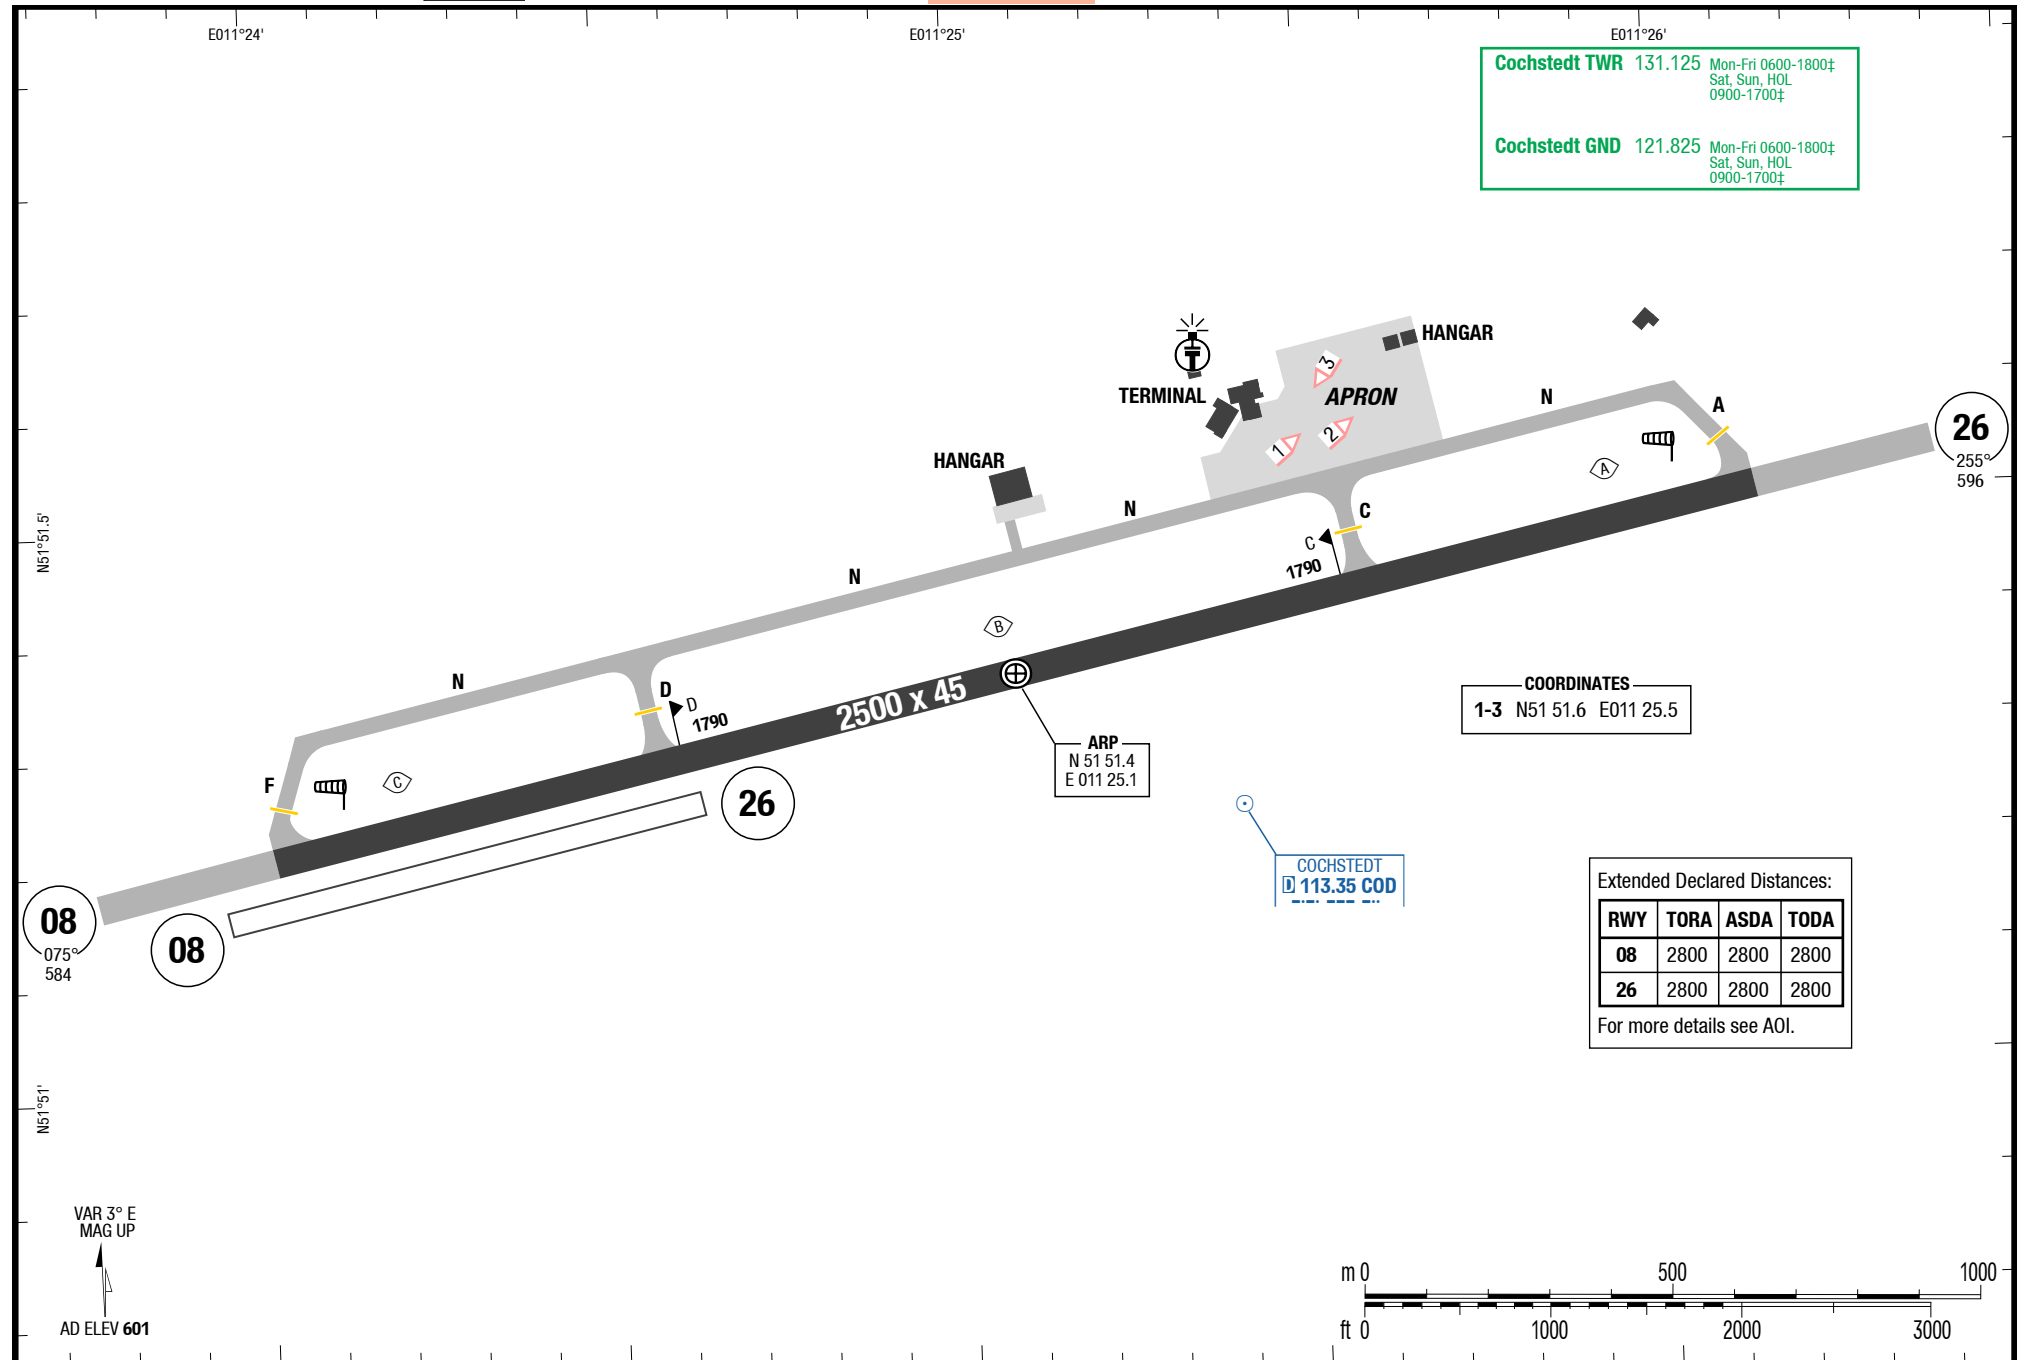 E011°24'
E011°25'
E011°26'
Cochstedt TWR 131.125 Mon-Fri 0600-1800‡
Sat, Sun, HOL
0900-1700‡
Cochstedt GND 121.825 Mon-Fri 0600-1800‡
Sat, Sun, HOL
0900-1700‡
HANGAR
3
TERMINAL
APRON
N
A
26
255°
596
1
2
HANGAR
A
N
C
C
1790
N51°51.5'
N
B
N
D
D
1790
2500 x 45
COORDINATES
1-3 N51 51.6 E011 25.5
ARP
N 51 51.4
E 011 25.1
F
C
26
COCHSTEDT
D 113.35 COD
08
075°
584
08
Extended Declared Distances:
RWY TORA ASDA TODA
08 2800 2800 2800
26 2800 2800 2800
For more details see AOI.
N51°51'
VAR 3° E
MAG UP
AD ELEV 601
m 0 500 1000
ft 0 1000 2000 3000